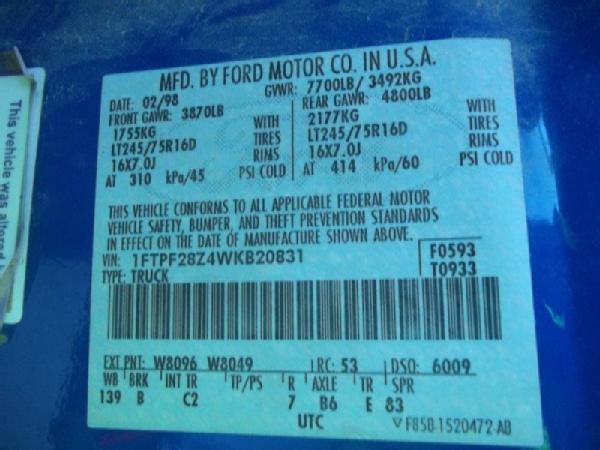 This vehicle was altered b
MFD. BY FORD MOTOR CO. IN U.S.A.
DATE: 02/98 GVWR: 7700LB/ 3492KG
FRONT GAWR: 3870LB REAR GAWR: 4800LB
1755KG WITH 2177KG WITH
LT245/75R16D TIRES LT245/75R16D TIRES
16X7.0J RIMS 16X7.0J RIMS
AT 310 kPa/45 PSI COLD AT 414 kPa/60 PSI COLD
THIS VEHICLE CONFORMS TO ALL APPLICABLE FEDERAL MOTOR
VEHICLE SAFETY, BUMPER, AND THEFT PREVENTION STANDARDS
IN EFFECT ON THE DATE OF MANUFACTURE SHOWN ABOVE.
VIN: 1FTPF28Z4WKB20831 F0593
TYPE: TRUCK T0933
EXT PNT: W8096 W8049 RC: 53 DSO: 6009
WB BRK INT TR TP/PS R AXLE TR SPR
139 B C2 7 B6 E 83
UTC ▽ F85B-1520472-AB